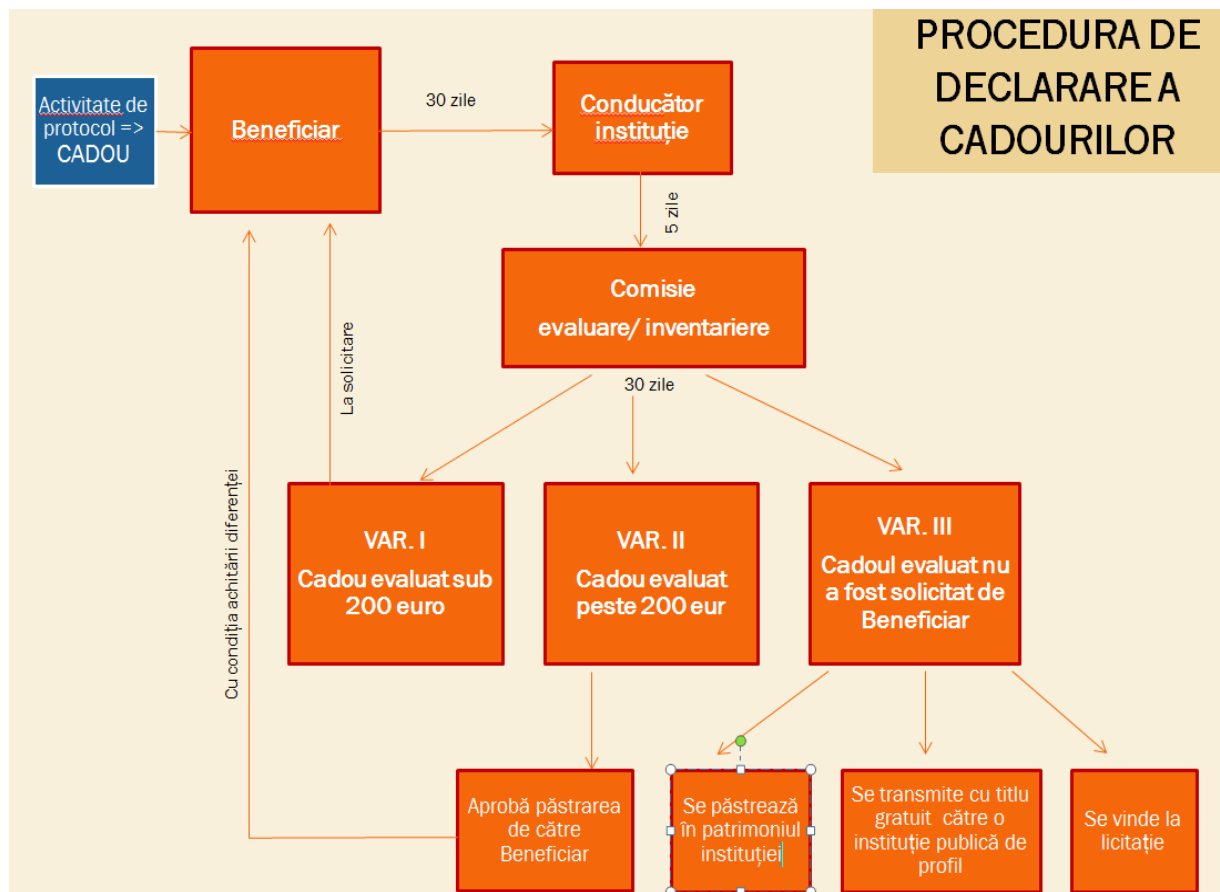 PROCEDURA DE
DECLARARE A
CADOURILOR
Activitate de
protocol =>
CADOU
Beneficiar
30 zile
Conducător
instituție
5 zile
Comisie
evaluare/ inventariere
30 zile
La solicitare
Cu condiția achitării diferenței
VAR. I
Cadou evaluat sub
200 euro
VAR. II
Cadou evaluat
peste 200 eur
VAR. III
Cadoul evaluat nu
a fost solicitat de
Beneficiar
Aprobă păstrarea
de către
Beneficiar
Se păstrează
în patrimoniul
instituției
Se transmite cu titlu
gratuit către o
instituție publică de
profil
Se vinde la
licitație